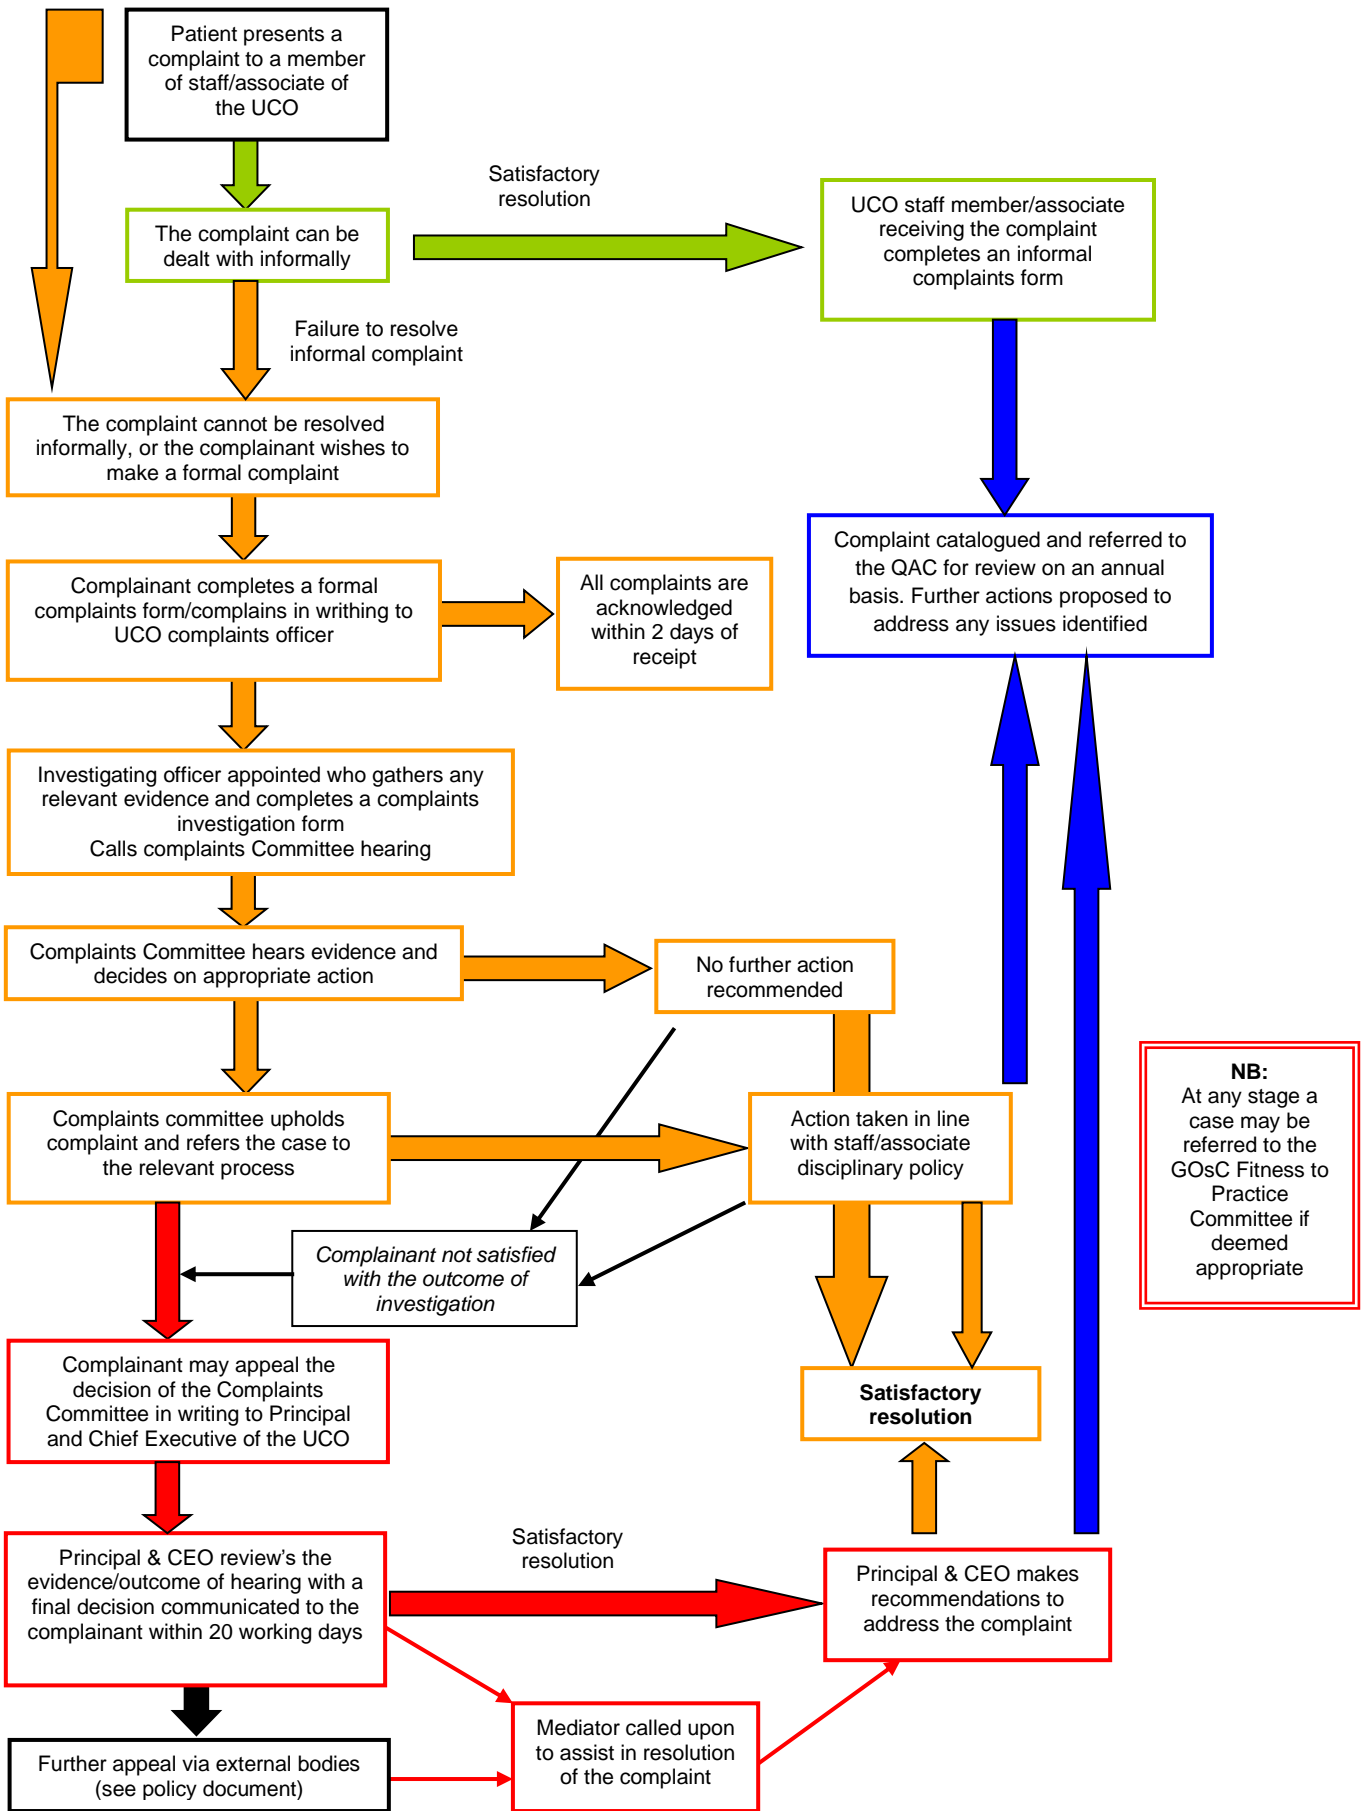 Patient presents a
complaint to a member
of staff/associate of
the UCO
Satisfactory
resolution
The complaint can be
dealt with informally
UCO staff member/associate
receiving the complaint
completes an informal
complaints form
Failure to resolve
informal complaint
The complaint cannot be resolved
informally, or the complainant wishes to
make a formal complaint
Complaint catalogued and referred to
the QAC for review on an annual
basis. Further actions proposed to
address any issues identified
Complainant completes a formal
complaints form/complains in writhing to
UCO complaints officer
All complaints are
acknowledged
within 2 days of
receipt
Investigating officer appointed who gathers any
relevant evidence and completes a complaints
investigation form
Calls complaints Committee hearing
Complaints Committee hears evidence and
decides on appropriate action
No further action
recommended
NB:
At any stage a
case may be
referred to the
GOsC Fitness to
Practice
Committee if
deemed
appropriate
Complaints committee upholds
complaint and refers the case to
the relevant process
Action taken in line
with staff/associate
disciplinary policy
Complainant not satisfied
with the outcome of
investigation
Complainant may appeal the
decision of the Complaints
Committee in writing to Principal
and Chief Executive of the UCO
Satisfactory
resolution
Principal & CEO review's the
evidence/outcome of hearing with a
final decision communicated to the
complainant within 20 working days
Satisfactory
resolution
Principal & CEO makes
recommendations to
address the complaint
Mediator called upon
to assist in resolution
of the complaint
Further appeal via external bodies
(see policy document)